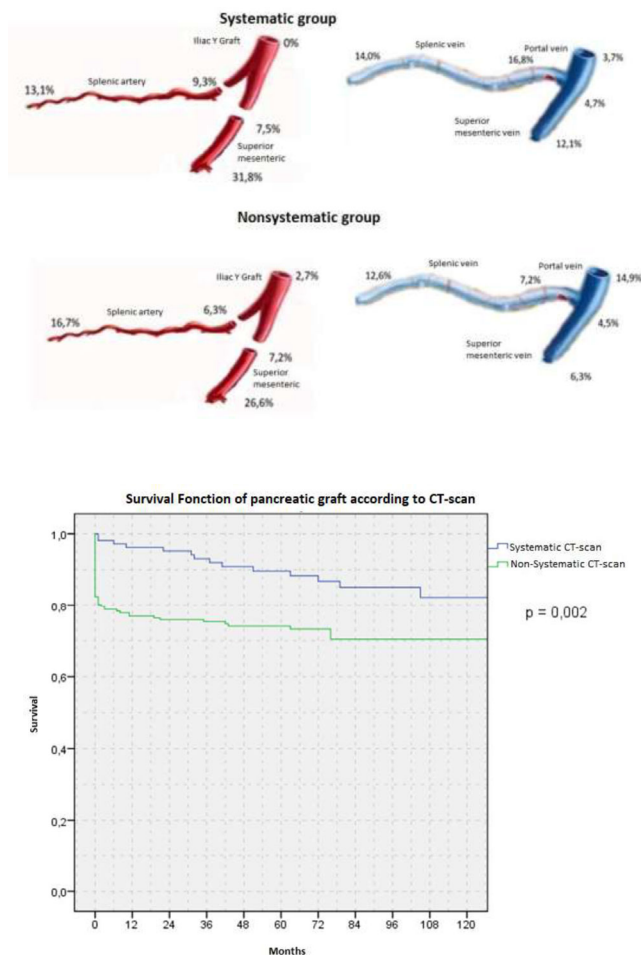 Systematic group
Iliac Y Graft
0%
Splenic artery
13,1%
9,3%
7,5%
Superior
mesenteric
31,8%
Splenic vein
Portal vein
14,0%
16,8%
3,7%
4,7%
Superior
mesenteric vein
12,1%
Nonsystematic group
Iliac Y Graft
2,7%
Splenic artery
16,7%
6,3%
7,2%
Superior
mesenteric
26,6%
Splenic vein
Portal vein
12,6%
7,2%
14,9%
4,5%
Superior
mesenteric vein
6,3%
Survival Fonction of pancreatic graft according to CT-scan
Systematic CT-scan
Non-Systematic CT-scan
p = 0,002
Survival
1,0
0,8
0,6
0,4
0,2
0,0
0 12 24 36 48 60 72 84 96 108 120
Months